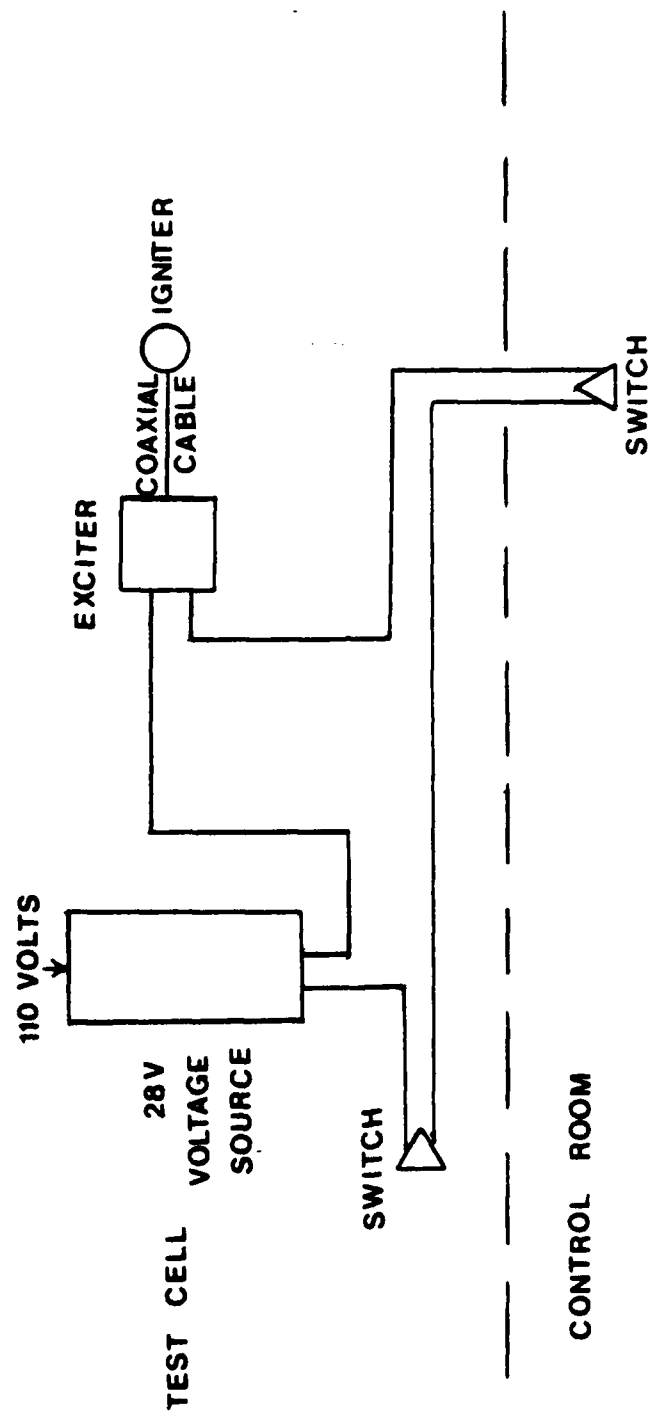 110 VOLTS
28V
VOLTAGE
SOURCE
EXCITER
COAXIAL
CABLE
IGNITER
TEST CELL
SWITCH
SWITCH
CONTROL ROOM